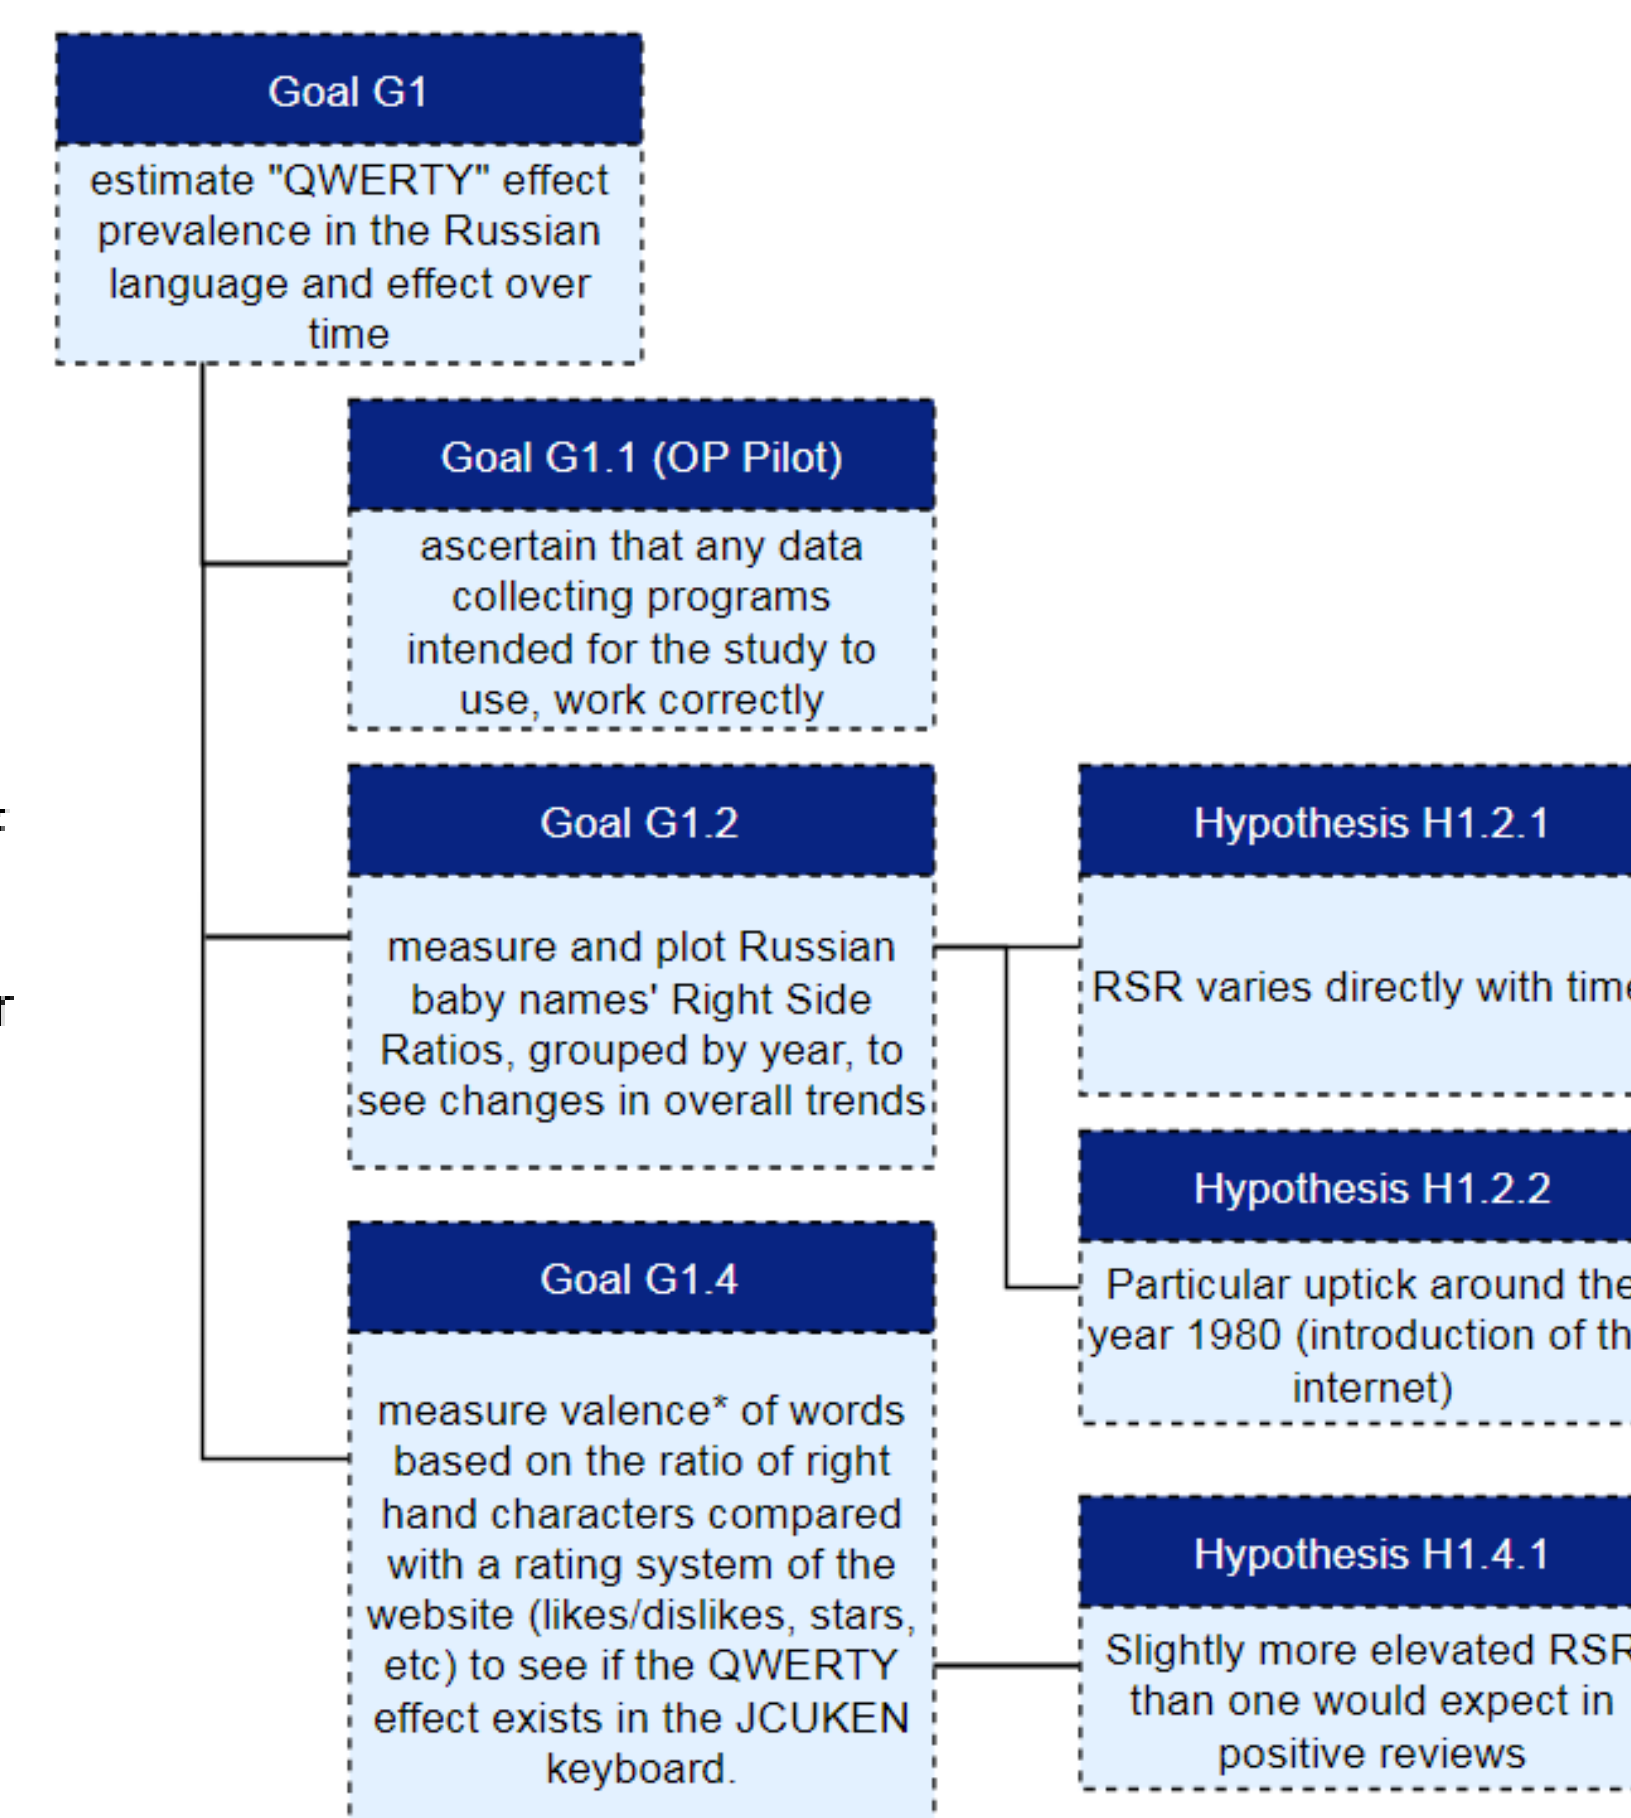 Goal G1
estimate "QWERTY" effect
prevalence in the Russian
language and effect over
time
Goal G1.1 (OP Pilot)
ascertain that any data
collecting programs
intended for the study to
use, work correctly
Goal G1.2
measure and plot Russian
baby names' Right Side
Ratios, grouped by year, to
see changes in overall trends
Hypothesis H1.2.1
RSR varies directly with time
Hypothesis H1.2.2
Particular uptick around the
year 1980 (introduction of th
internet)
Goal G1.4
measure valence* of words
based on the ratio of right
hand characters compared
with a rating system of the
website (likes/dislikes, stars,
etc) to see if the QWERTY
effect exists in the JCUKEN
keyboard.
Hypothesis H1.4.1
Slightly more elevated RSR
than one would expect in
positive reviews